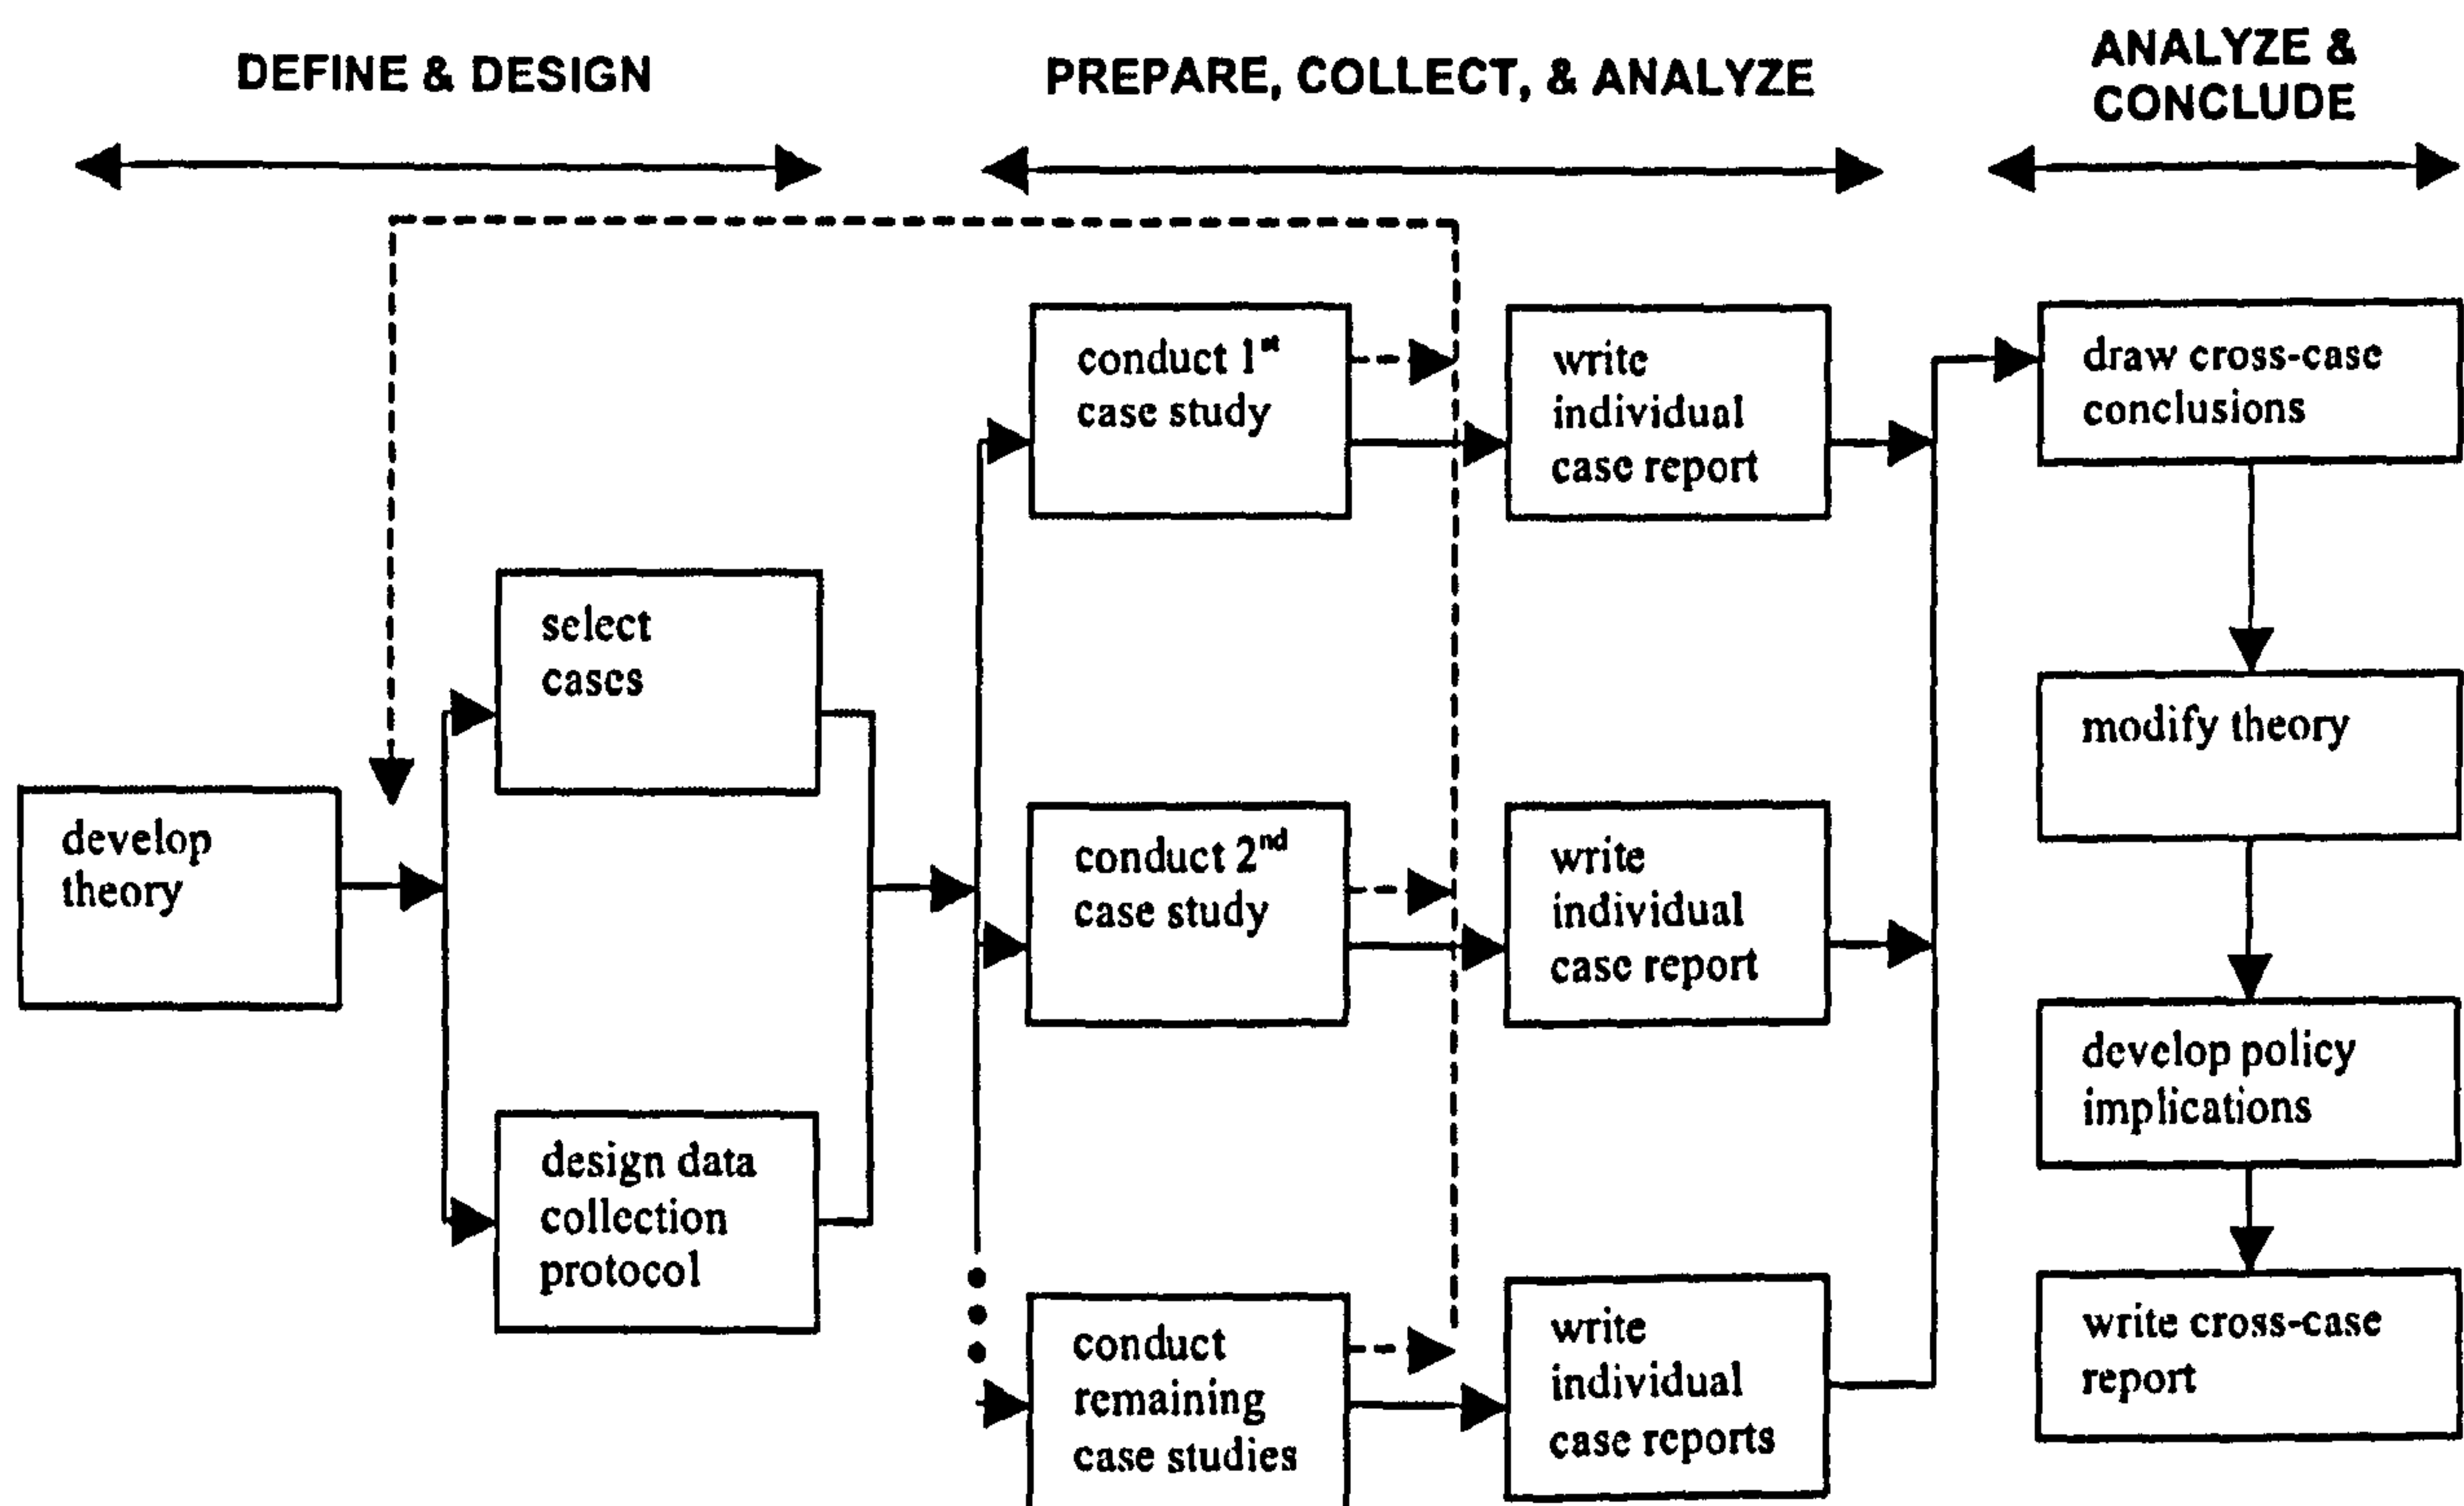 DEFINE & DESIGN
PREPARE, COLLECT, & ANALYZE
ANALYZE &
CONCLUDE
develop
theory
select
cases
design data
collection
protocol
conduct 1st
case study
conduct 2nd
case study
conduct
remaining
case studies
write
individual
case report
write
individual
case report
write
individual
case reports
draw cross-case
conclusions
modify theory
develop policy
implications
write cross-case
report